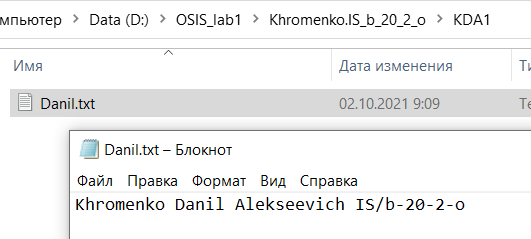 мпьютер > Data (D:) > OSIS_lab1 > Khromenko.IS_b_20_2_o > KDA1
Имя Дата изменения Ти
Danil.txt 02.10.2021 9:09 Те
Danil.txt – Блокнот
Файл Правка Формат Вид Справка
Khromenko Danil Alekseevich IS/b-20-2-o